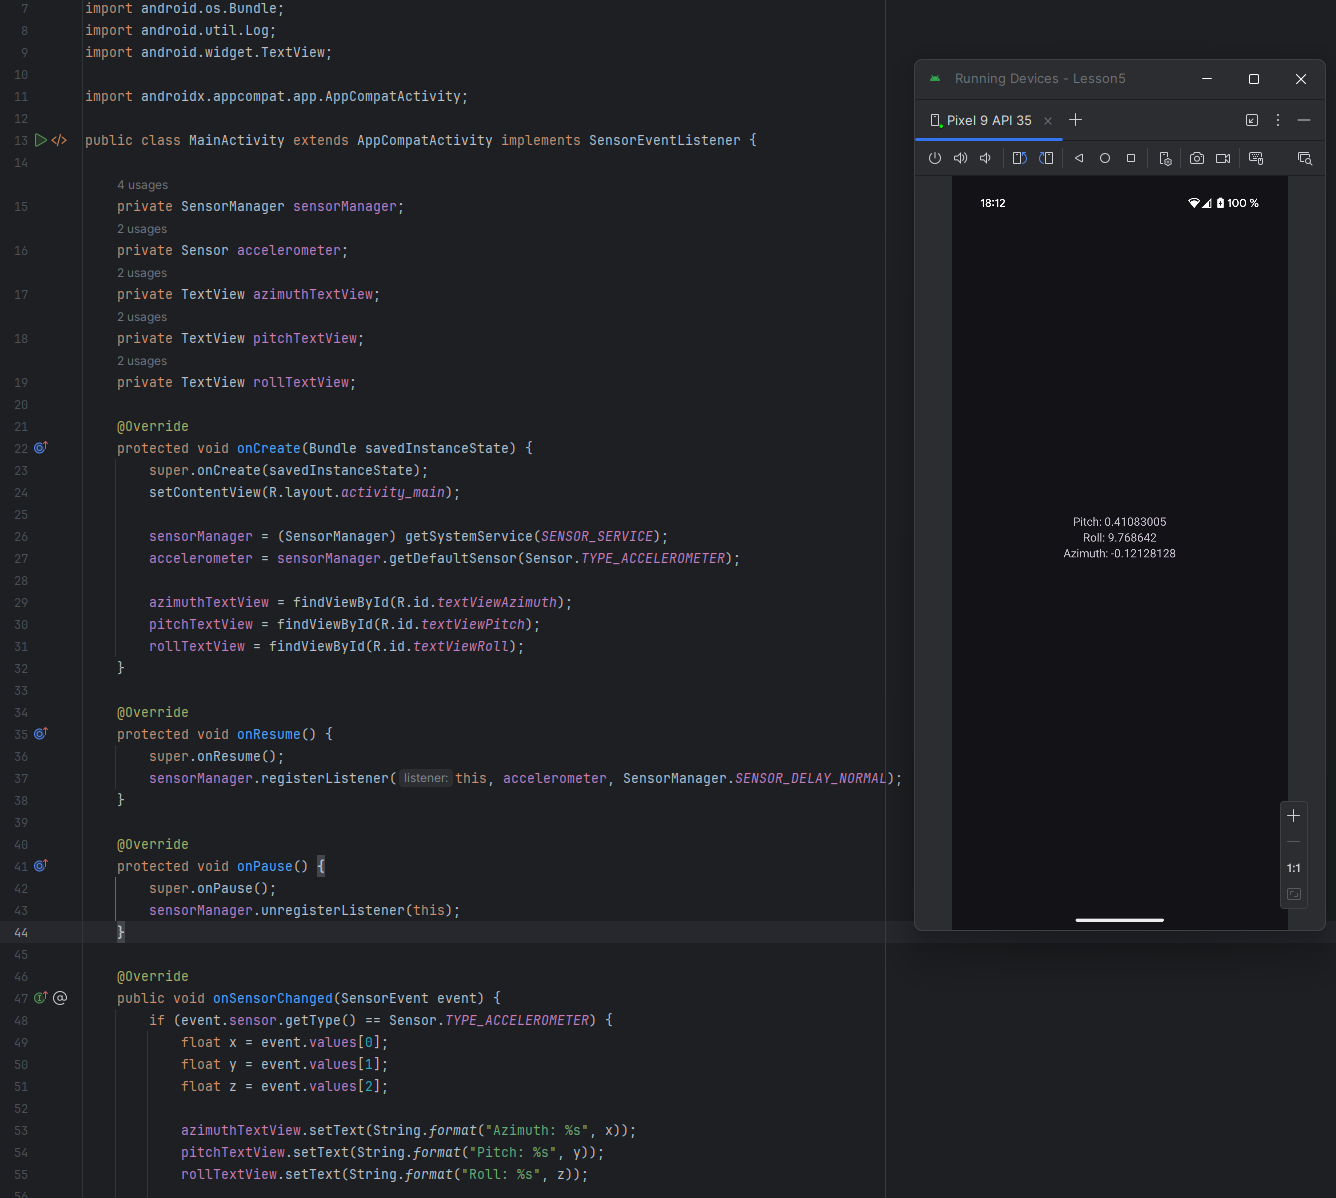 7 import android.os.Bundle;
8 import android.util.Log;
9 import android.widget.TextView;
10
11 import androidx.appcompat.app.AppCompatActivity;
12
13 public class MainActivity extends AppCompatActivity implements SensorEventListener {
14
4 usages
15 private SensorManager sensorManager;
2 usages
16 private Sensor accelerometer;
2 usages
17 private TextView azimuthTextView;
2 usages
18 private TextView pitchTextView;
2 usages
19 private TextView rollTextView;
20
21 @Override
22 protected void onCreate(Bundle savedInstanceState) {
23 super.onCreate(savedInstanceState);
24 setContentView(R.layout.activity_main);
25
26 sensorManager = (SensorManager) getSystemService(SENSOR_SERVICE);
27 accelerometer = sensorManager.getDefaultSensor(Sensor.TYPE_ACCELEROMETER);
28
29 azimuthTextView = findViewById(R.id.textViewAzimuth);
30 pitchTextView = findViewById(R.id.textViewPitch);
31 rollTextView = findViewById(R.id.textViewRoll);
32 }
33
34 @Override
35 protected void onResume() {
36 super.onResume();
37 sensorManager.registerListener( listener: this, accelerometer, SensorManager.SENSOR_DELAY_NORMAL);
38 }
39
40 @Override
41 protected void onPause() {
42 super.onPause();
43 sensorManager.unregisterListener(this);
44 }
45
46 @Override
47 public void onSensorChanged(SensorEvent event) {
48 if (event.sensor.getType() == Sensor.TYPE_ACCELEROMETER) {
49 float x = event.values[0];
50 float y = event.values[1];
51 float z = event.values[2];
52
53 azimuthTextView.setText(String.format("Azimuth: %s", x));
54 pitchTextView.setText(String.format("Pitch: %s", y));
55 rollTextView.setText(String.format("Roll: %s", z));
56
Running Devices - Lesson5
Pixel 9 API 35
18:12 100 %
Pitch: 0.41083005
Roll: 9.768642
Azimuth: -0.12128128
1:1